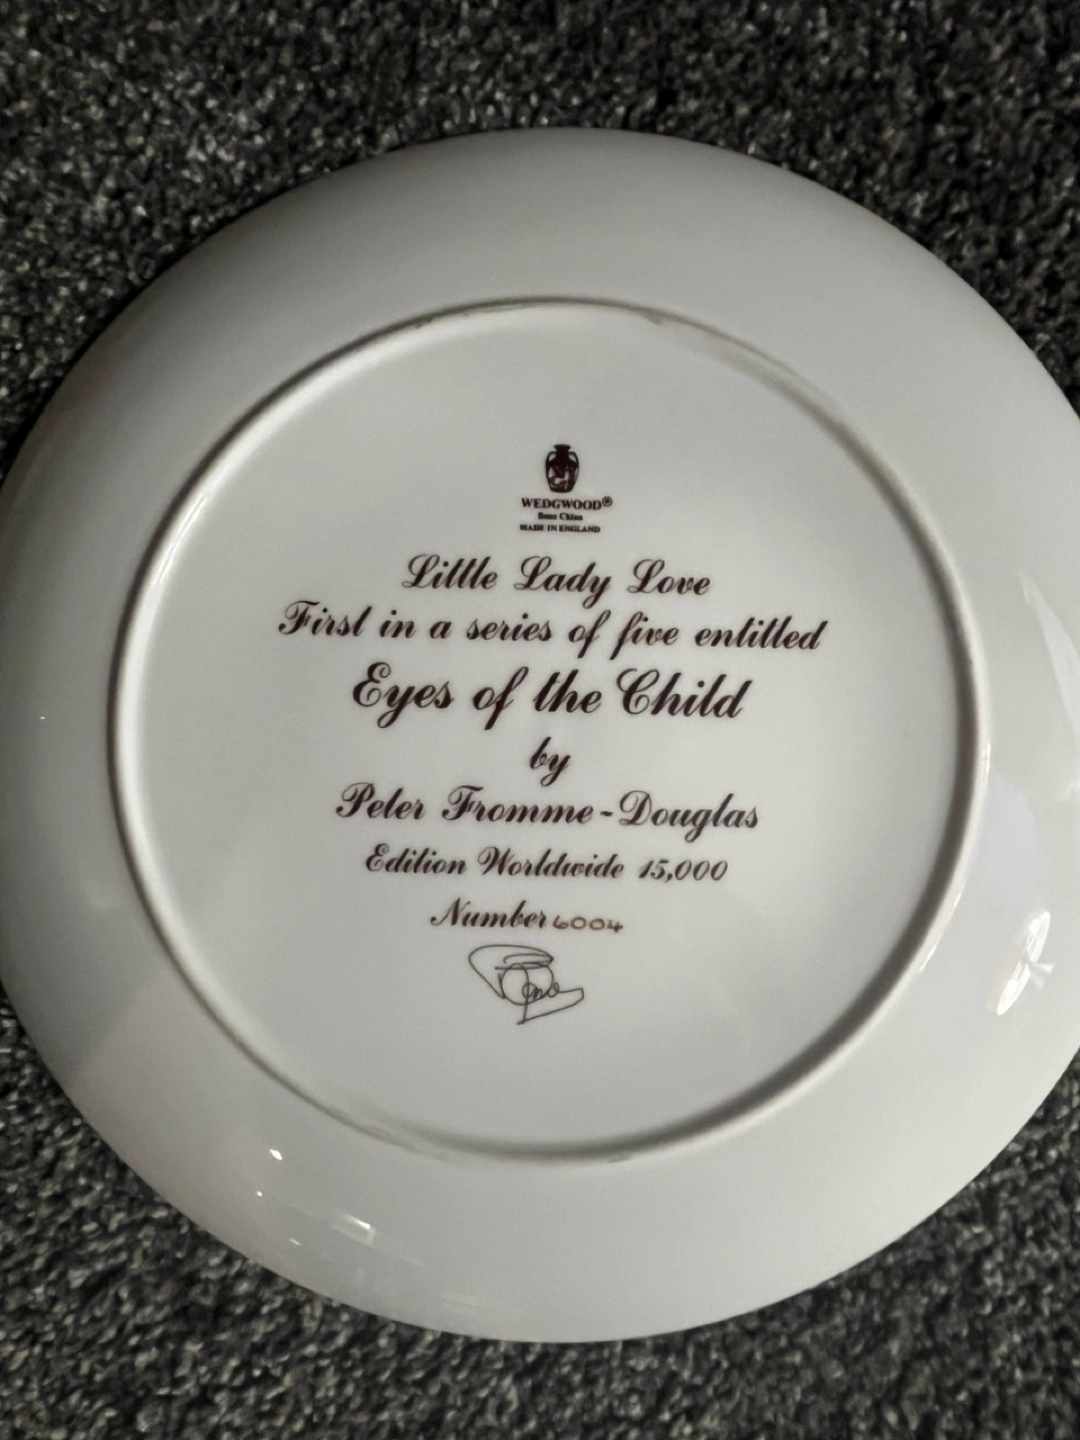 WEDGWOOD®
Bone China
MADE IN ENGLAND
Little Lady Love
First in a series of five entitled
Eyes of the Child
by
Peter Fromme-Douglas
Edition Worldwide 15,000
Number 6004